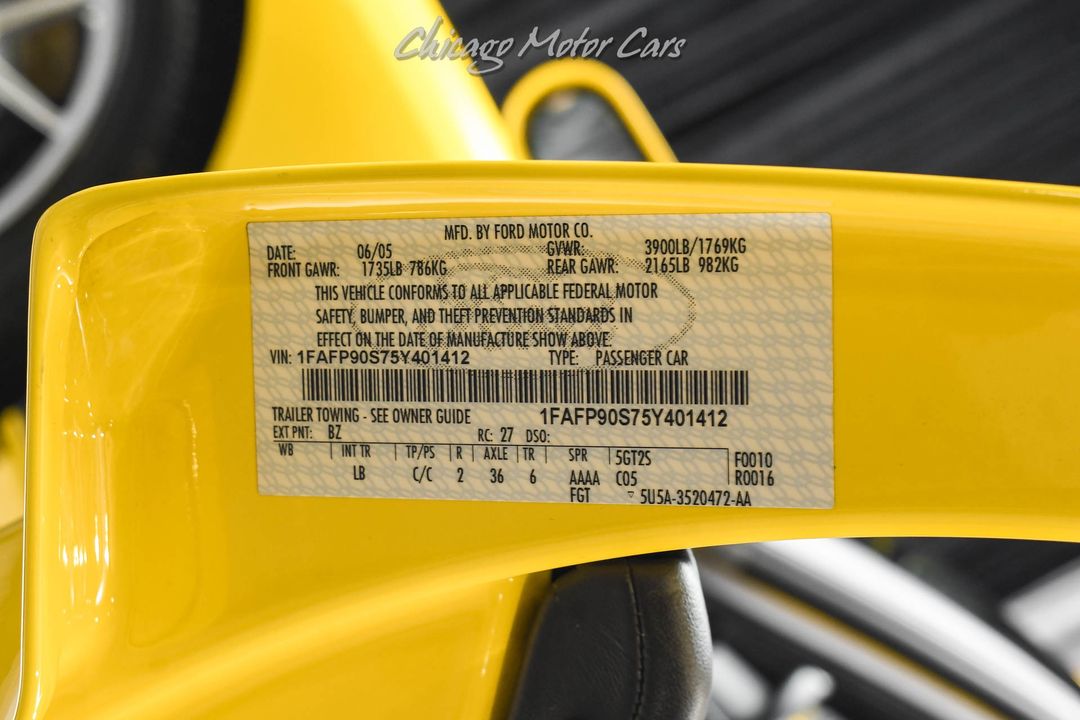 Chicago Motor Cars
MFD. BY FORD MOTOR CO.
DATE: 06/05 GVWR: 3900LB/1769KG
FRONT GAWR: 1735LB 786KG REAR GAWR: 2165LB 982KG
THIS VEHICLE CONFORMS TO ALL APPLICABLE FEDERAL MOTOR
SAFETY, BUMPER, AND THEFT PREVENTION STANDARDS IN
EFFECT ON THE DATE OF MANUFACTURE SHOW ABOVE.
VIN: 1FAFP90S75Y401412 TYPE: PASSENGER CAR
TRAILER TOWING - SEE OWNER GUIDE 1FAFP90S75Y401412
EXT PNT: BZ RC: 27 DSO:
WB INT TR TP/PS R AXLE TR SPR 5GT2S F0010
LB C/C 2 36 6 AAAA C05 R0016
FGT ▽ 5U5A-3520472-AA